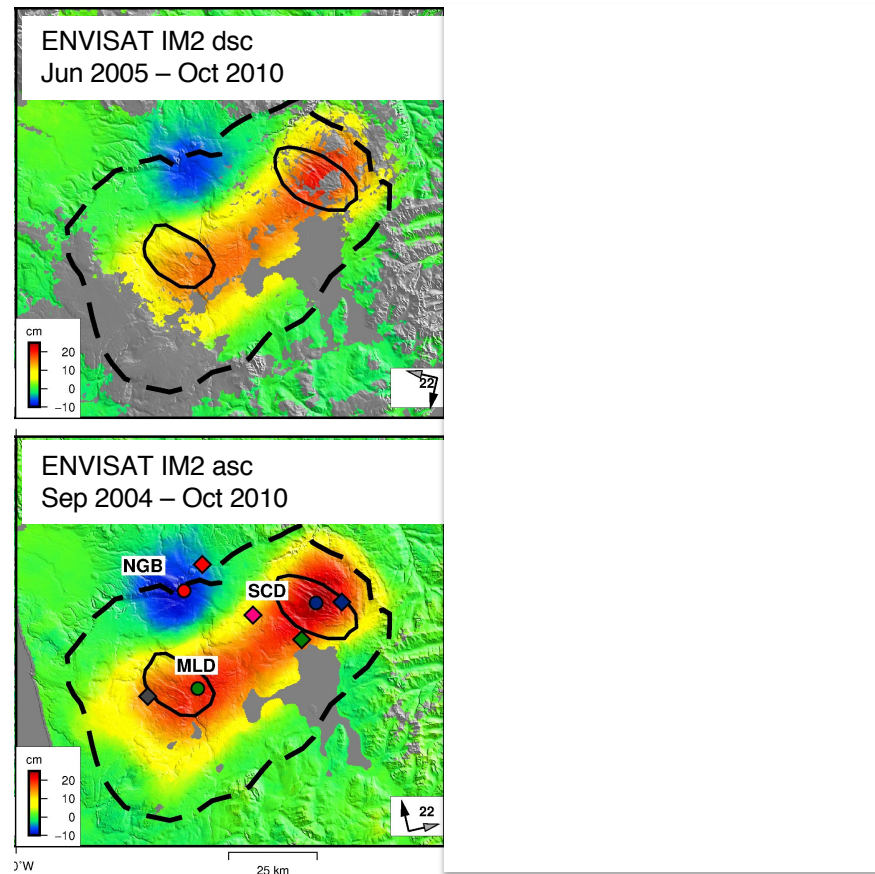 ENVISAT IM2 dsc
Jun 2005 – Oct 2010
cm
20
10
0
−10
22
ENVISAT IM2 asc
Sep 2004 – Oct 2010
NGB
SCD
MLD
cm
20
10
0
−10
22
0°W
25 km